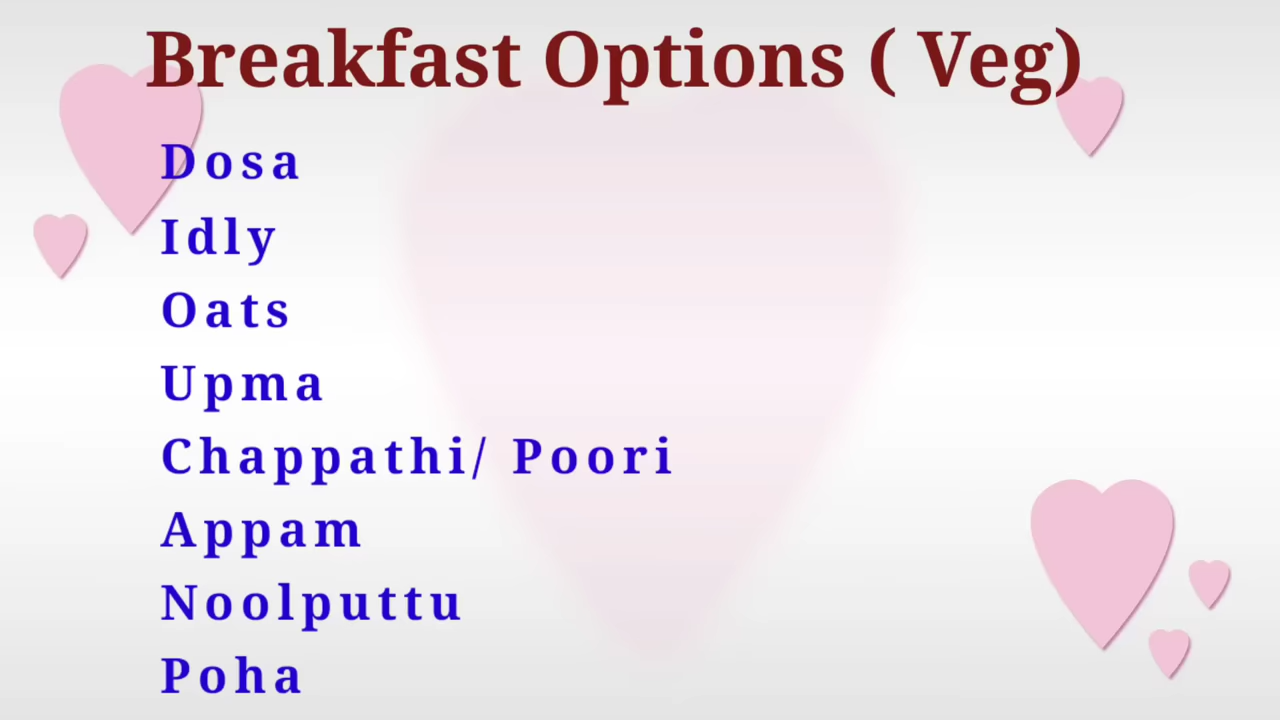 Breakfast Options ( Veg)
Dosa
Idly
Oats
Upma
Chappathi/ Poori
Appam
Noolputtu
Poha